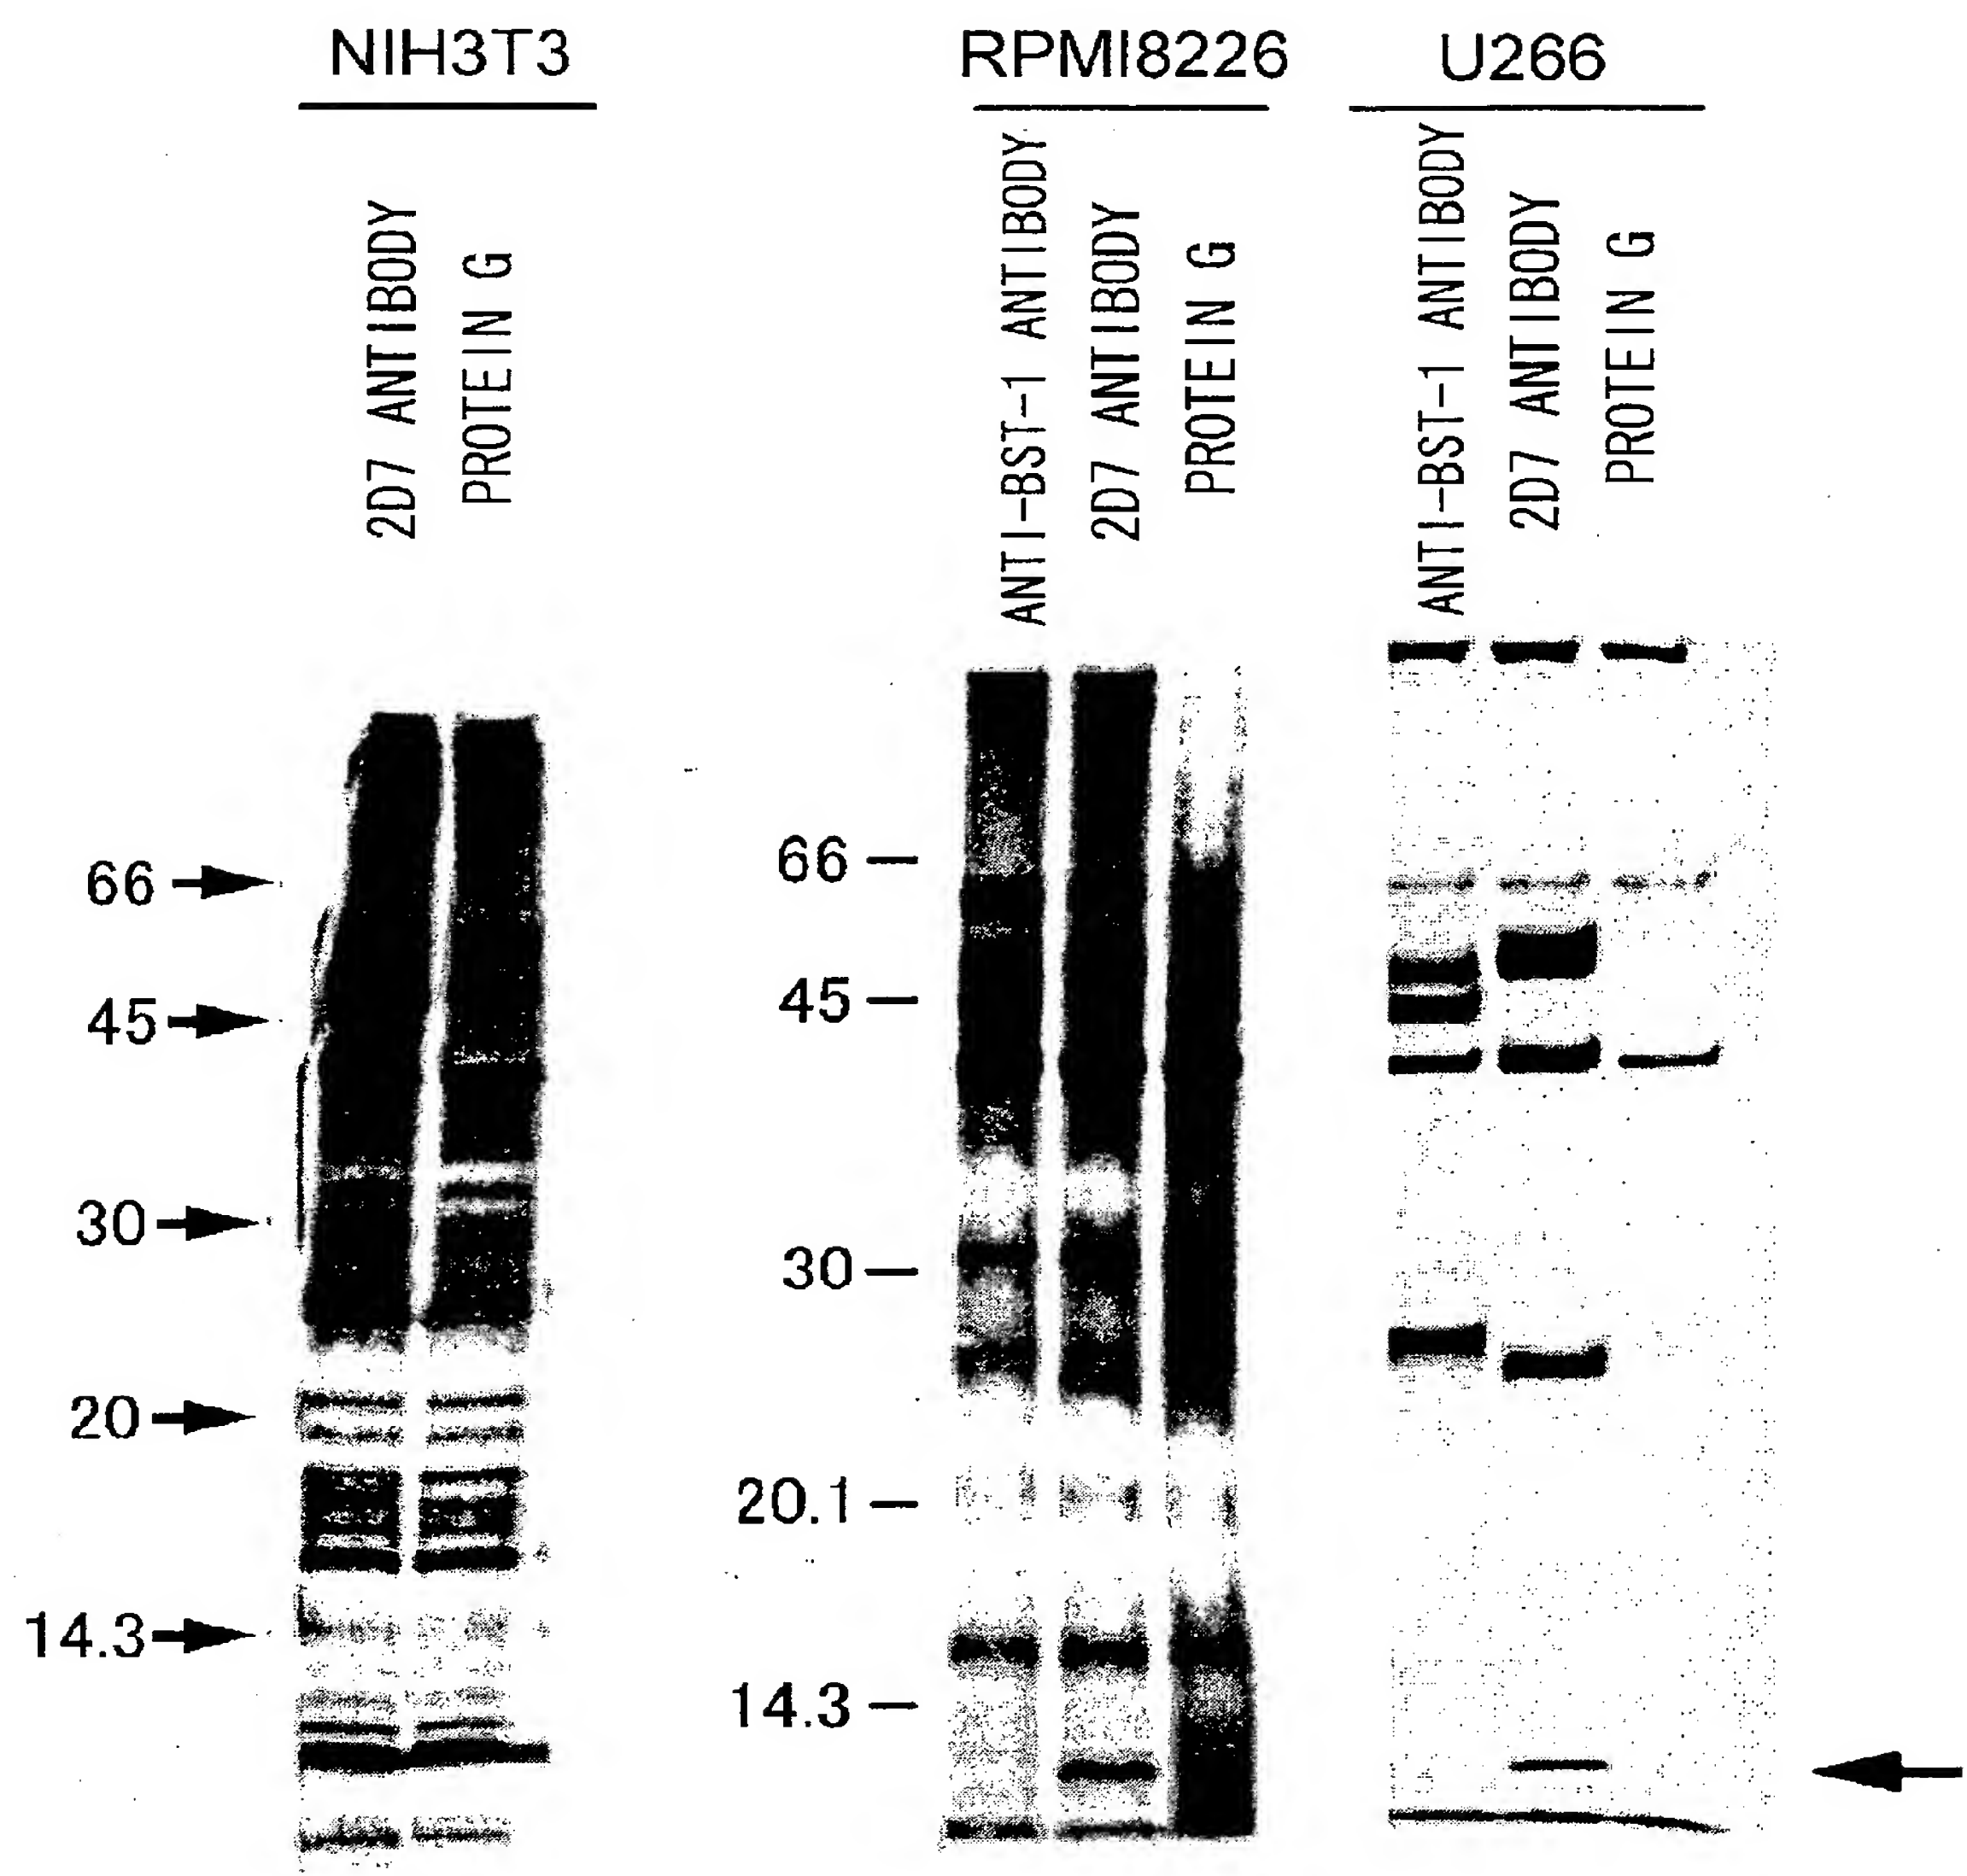 NIH3T3
RPMI8226
U266
2D7 ANTIBODY
PROTEIN G
ANTI-BST-1 ANTIBODY
2D7 ANTIBODY
PROTEIN G
ANTI-BST-1 ANTIBODY
2D7 ANTIBODY
PROTEIN G
66
45
30
20
14.3
66
45
30
20.1
14.3